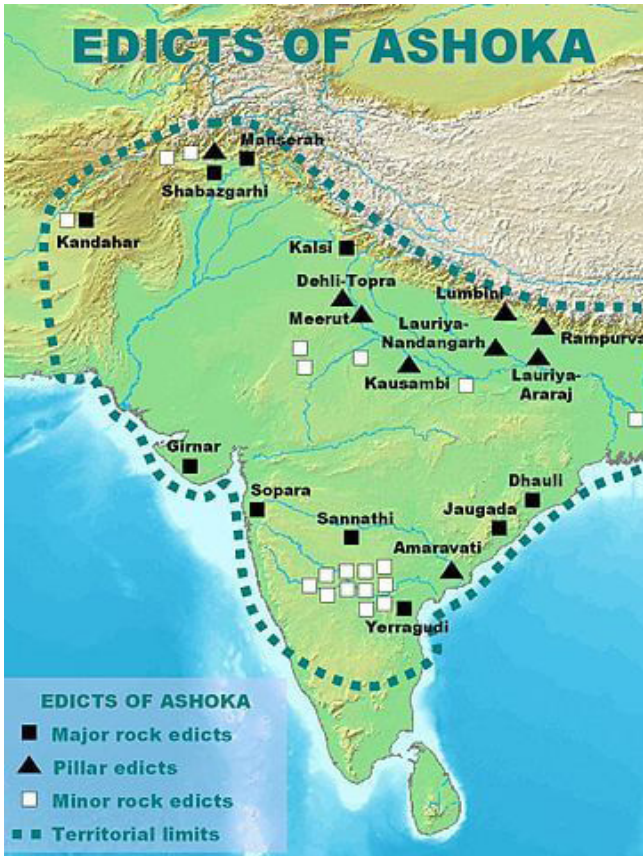 EDICTS OF ASHOKA
Manserah
Shabazgarhi
Kandahar
Kalsi
Dehli-Topra
Lumbini
Meerut
Lauriya-
Nandangarh
Rampurva
Kausambi
Lauriya-
Araraj
Girnar
Sopara
Dhauli
Sannathi
Jaugada
Amaravati
Yerragudi
EDICTS OF ASHOKA
Major rock edicts
Pillar edicts
Minor rock edicts
Territorial limits